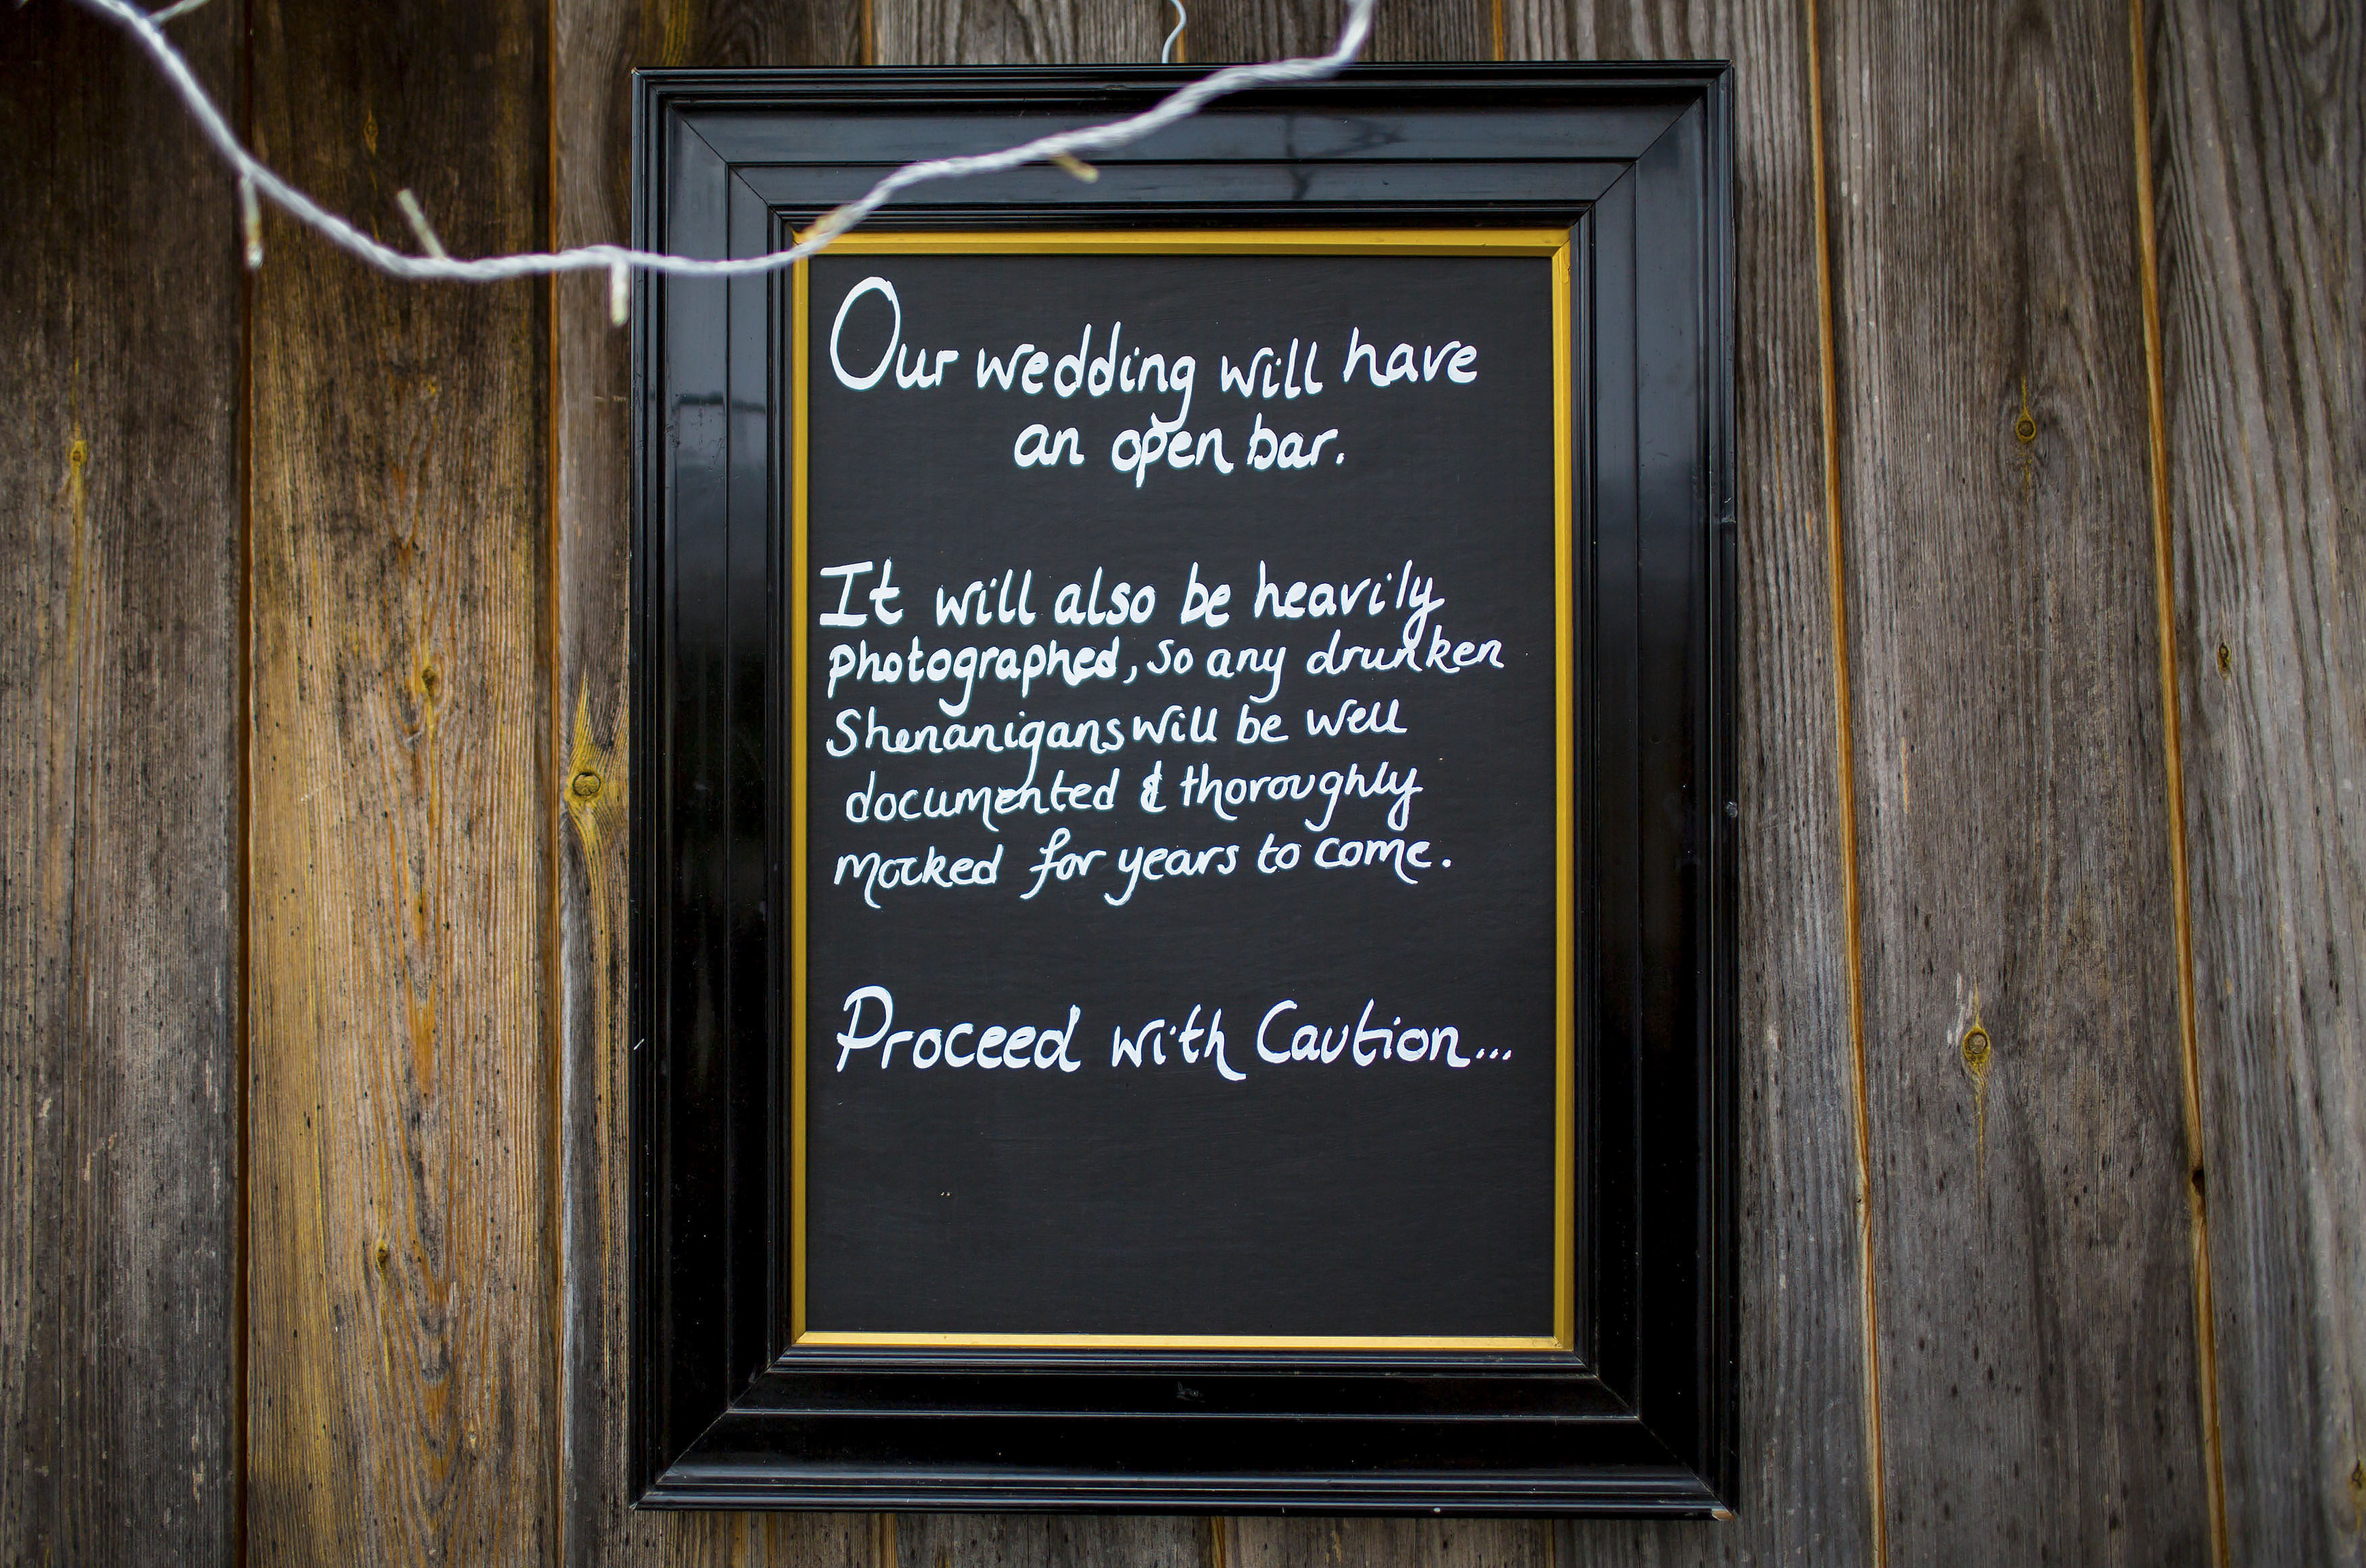 Our wedding will have
an open bar.
It will also be heavily
photographed, so any drunken
Shenanigans will be well
documented & thoroughly
mocked for years to come.
Proceed with Caution...